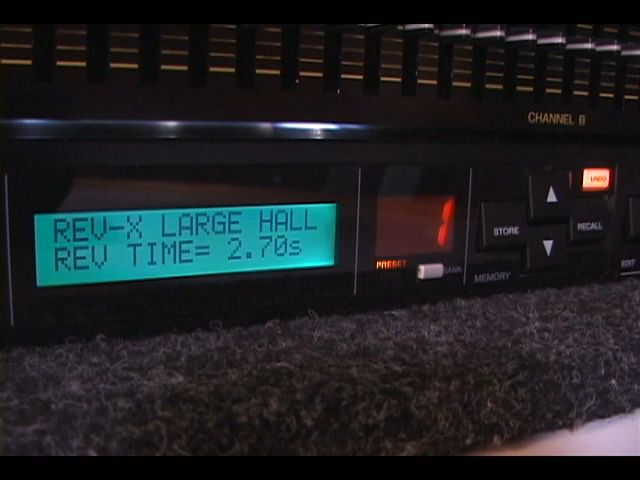 CHANNEL B
REV-X LARGE HALL
REV TIME= 2.70s
1
PRESET
BANK
STORE
UNDO
RECALL
MEMORY
EDIT